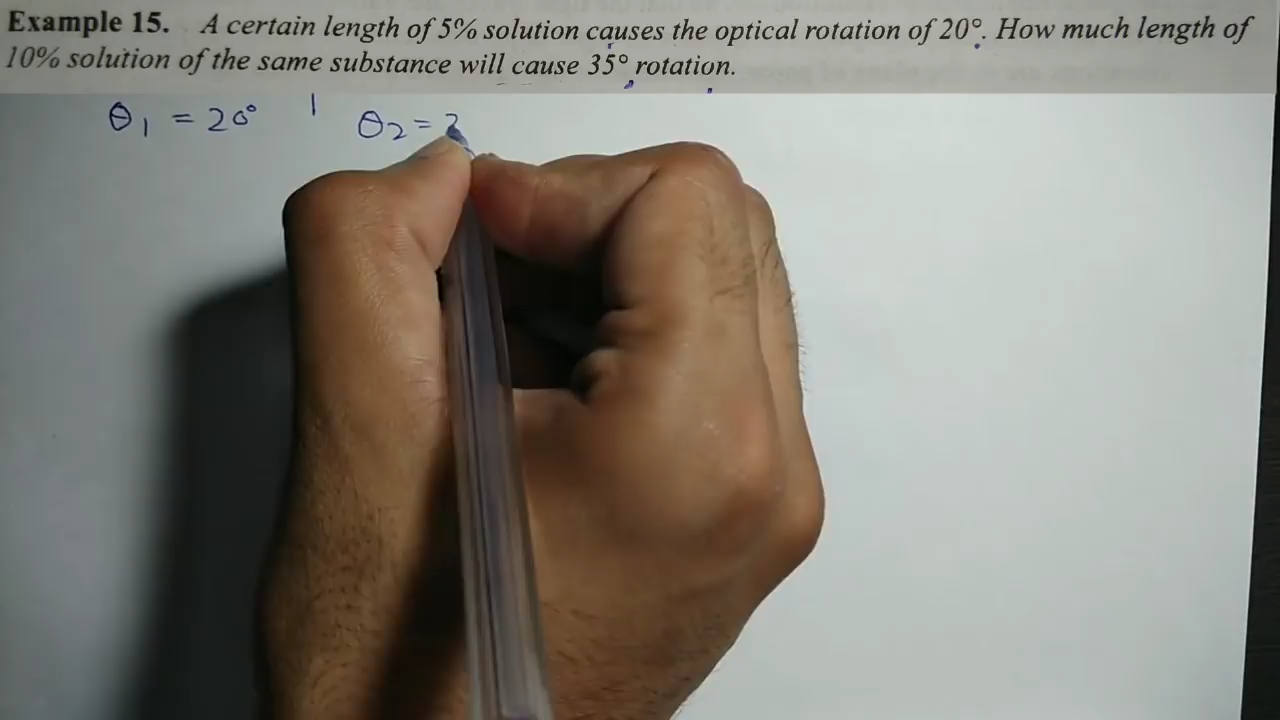 Example 15. A certain length of 5% solution causes the optical rotation of 20°. How much length of
10% solution of the same substance will cause 35° rotation.
θ1 = 20° | θ2 = 3